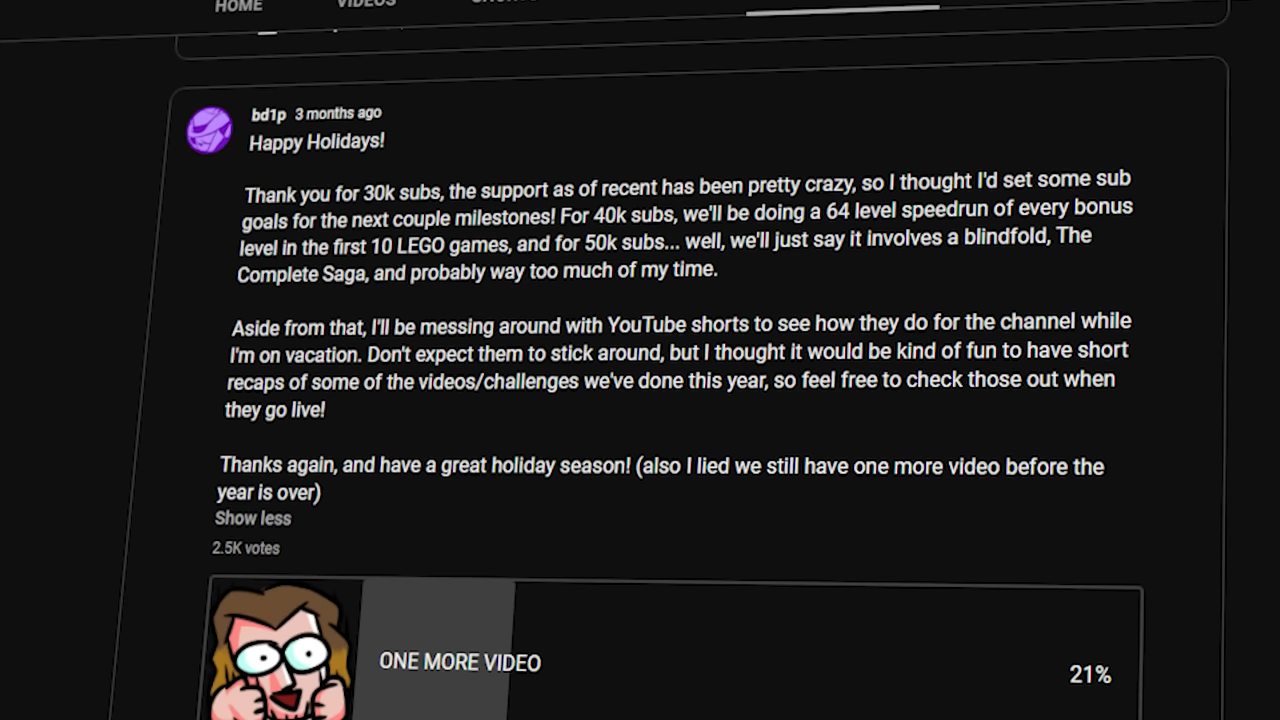 HOME VIDEOS
bd1p 3 months ago
Happy Holidays!
Thank you for 30k subs, the support as of recent has been pretty crazy, so I thought I'd set some sub
goals for the next couple milestones! For 40k subs, we'll be doing a 64 level speedrun of every bonus
level in the first 10 LEGO games, and for 50k subs... well, we'll just say it involves a blindfold, The
Complete Saga, and probably way too much of my time.
Aside from that, I'll be messing around with YouTube shorts to see how they do for the channel while
I'm on vacation. Don't expect them to stick around, but I thought it would be kind of fun to have short
recaps of some of the videos/challenges we've done this year, so feel free to check those out when
they go live!
Thanks again, and have a great holiday season! (also I lied we still have one more video before the
year is over)
Show less
2.5K votes
ONE MORE VIDEO 21%